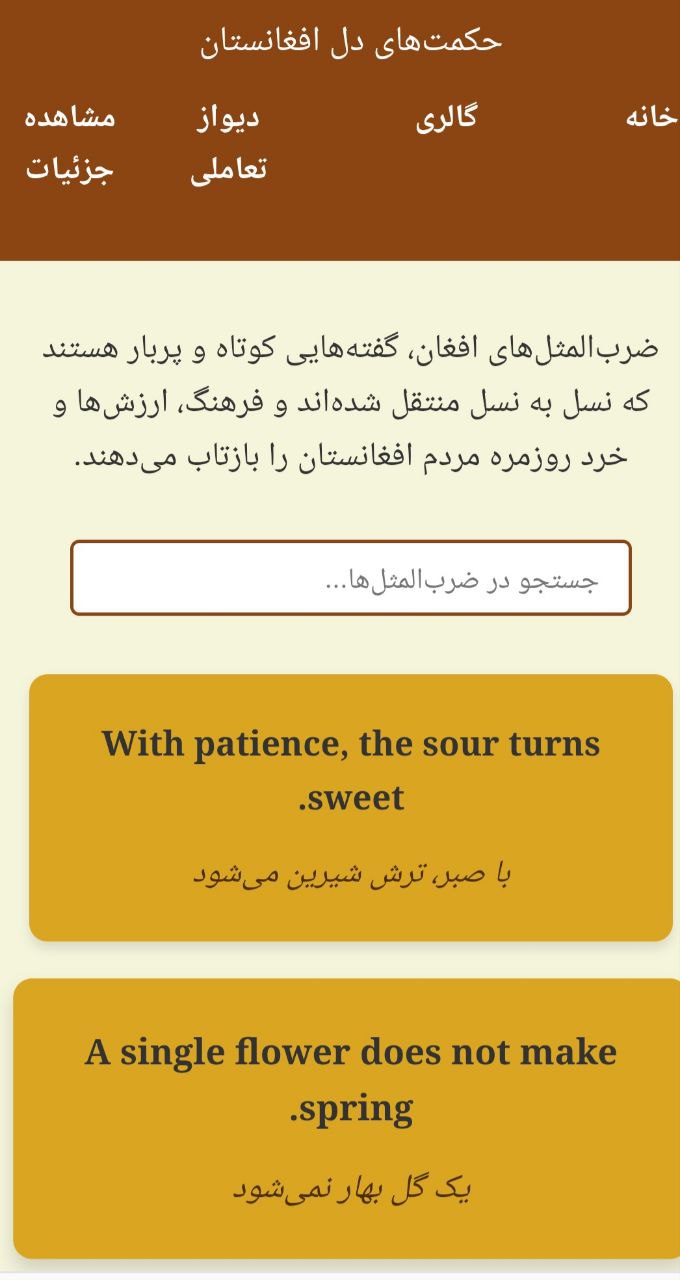 حکمت‌های دل افغانستان
خانه
گالری
دیواز
تعاملی
مشاهده
جزئیات
ضرب‌المثل‌های افغان، گفته‌هایی کوتاه و پربار هستند
که نسل به نسل منتقل شده‌اند و فرهنگ، ارزش‌ها و
خرد روزمره مردم افغانستان را بازتاب می‌دهند.
جستجو در ضرب‌المثل‌ها...
With patience, the sour turns
.sweet
با صبر، ترش شیرین می‌شود
A single flower does not make
.spring
یک گل بهار نمی‌شود